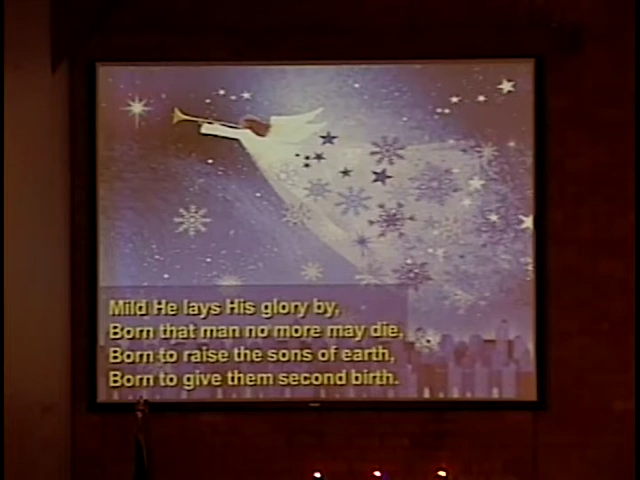 Mild He lays His glory by,
Born that man no more may die,
Born to raise the sons of earth,
Born to give them second birth.